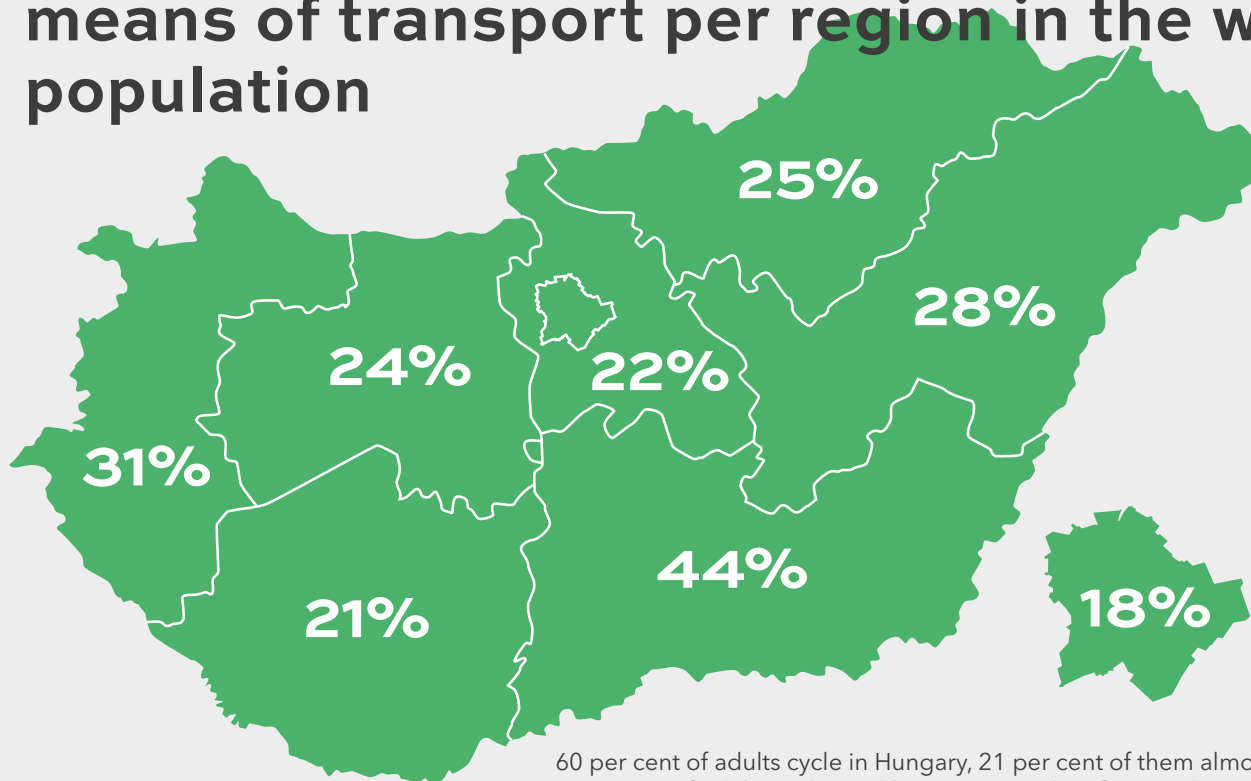 means of transport per region in the w
population
25%
28%
24%
22%
31%
44%
21%
18%
60 per cent of adults cycle in Hungary, 21 per cent of them almo